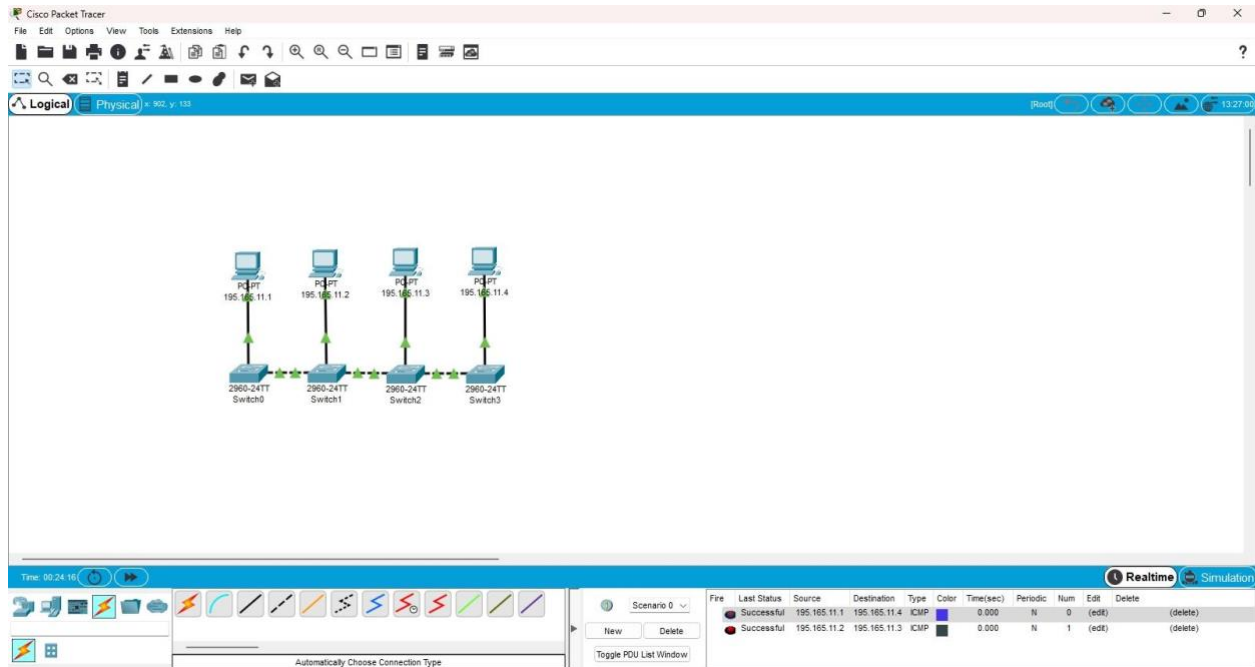 Cisco Packet Tracer
File Edit Options View Tools Extensions Help
?
Logical Physical x: 902, y: 133 [Root] 13:27:00
PC-PT
195.165.11.1
PC-PT
195.165.11.2
PC-PT
195.165.11.3
PC-PT
195.165.11.4
2960-24TT
Switch0
2960-24TT
Switch1
2960-24TT
Switch2
2960-24TT
Switch3
Time: 00:24:16 Realtime Simulation
Scenario 0
New Delete
Toggle PDU List Window
Fire Last Status Source Destination Type Color Time(sec) Periodic Num Edit Delete
Successful 195.165.11.1 195.165.11.4 ICMP 0.000 N 0 (edit) (delete)
Successful 195.165.11.2 195.165.11.3 ICMP 0.000 N 1 (edit) (delete)
Automatically Choose Connection Type